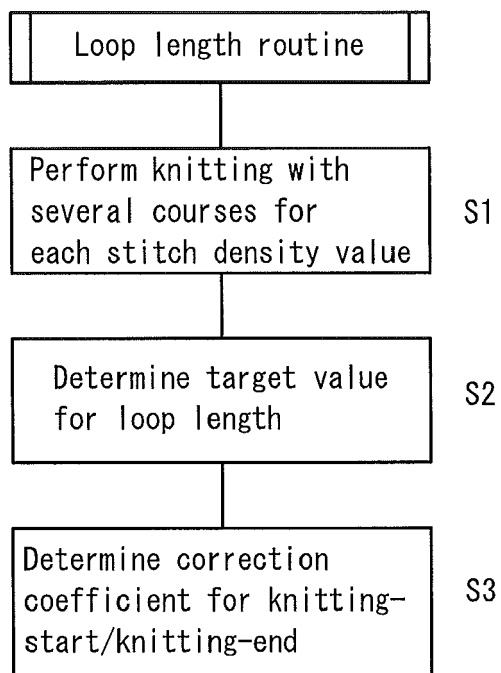 Loop length routine
Perform knitting with
several courses for
each stitch density value
S1
Determine target value
for loop length
S2
Determine correction
coefficient for knitting-
start/knitting-end
S3